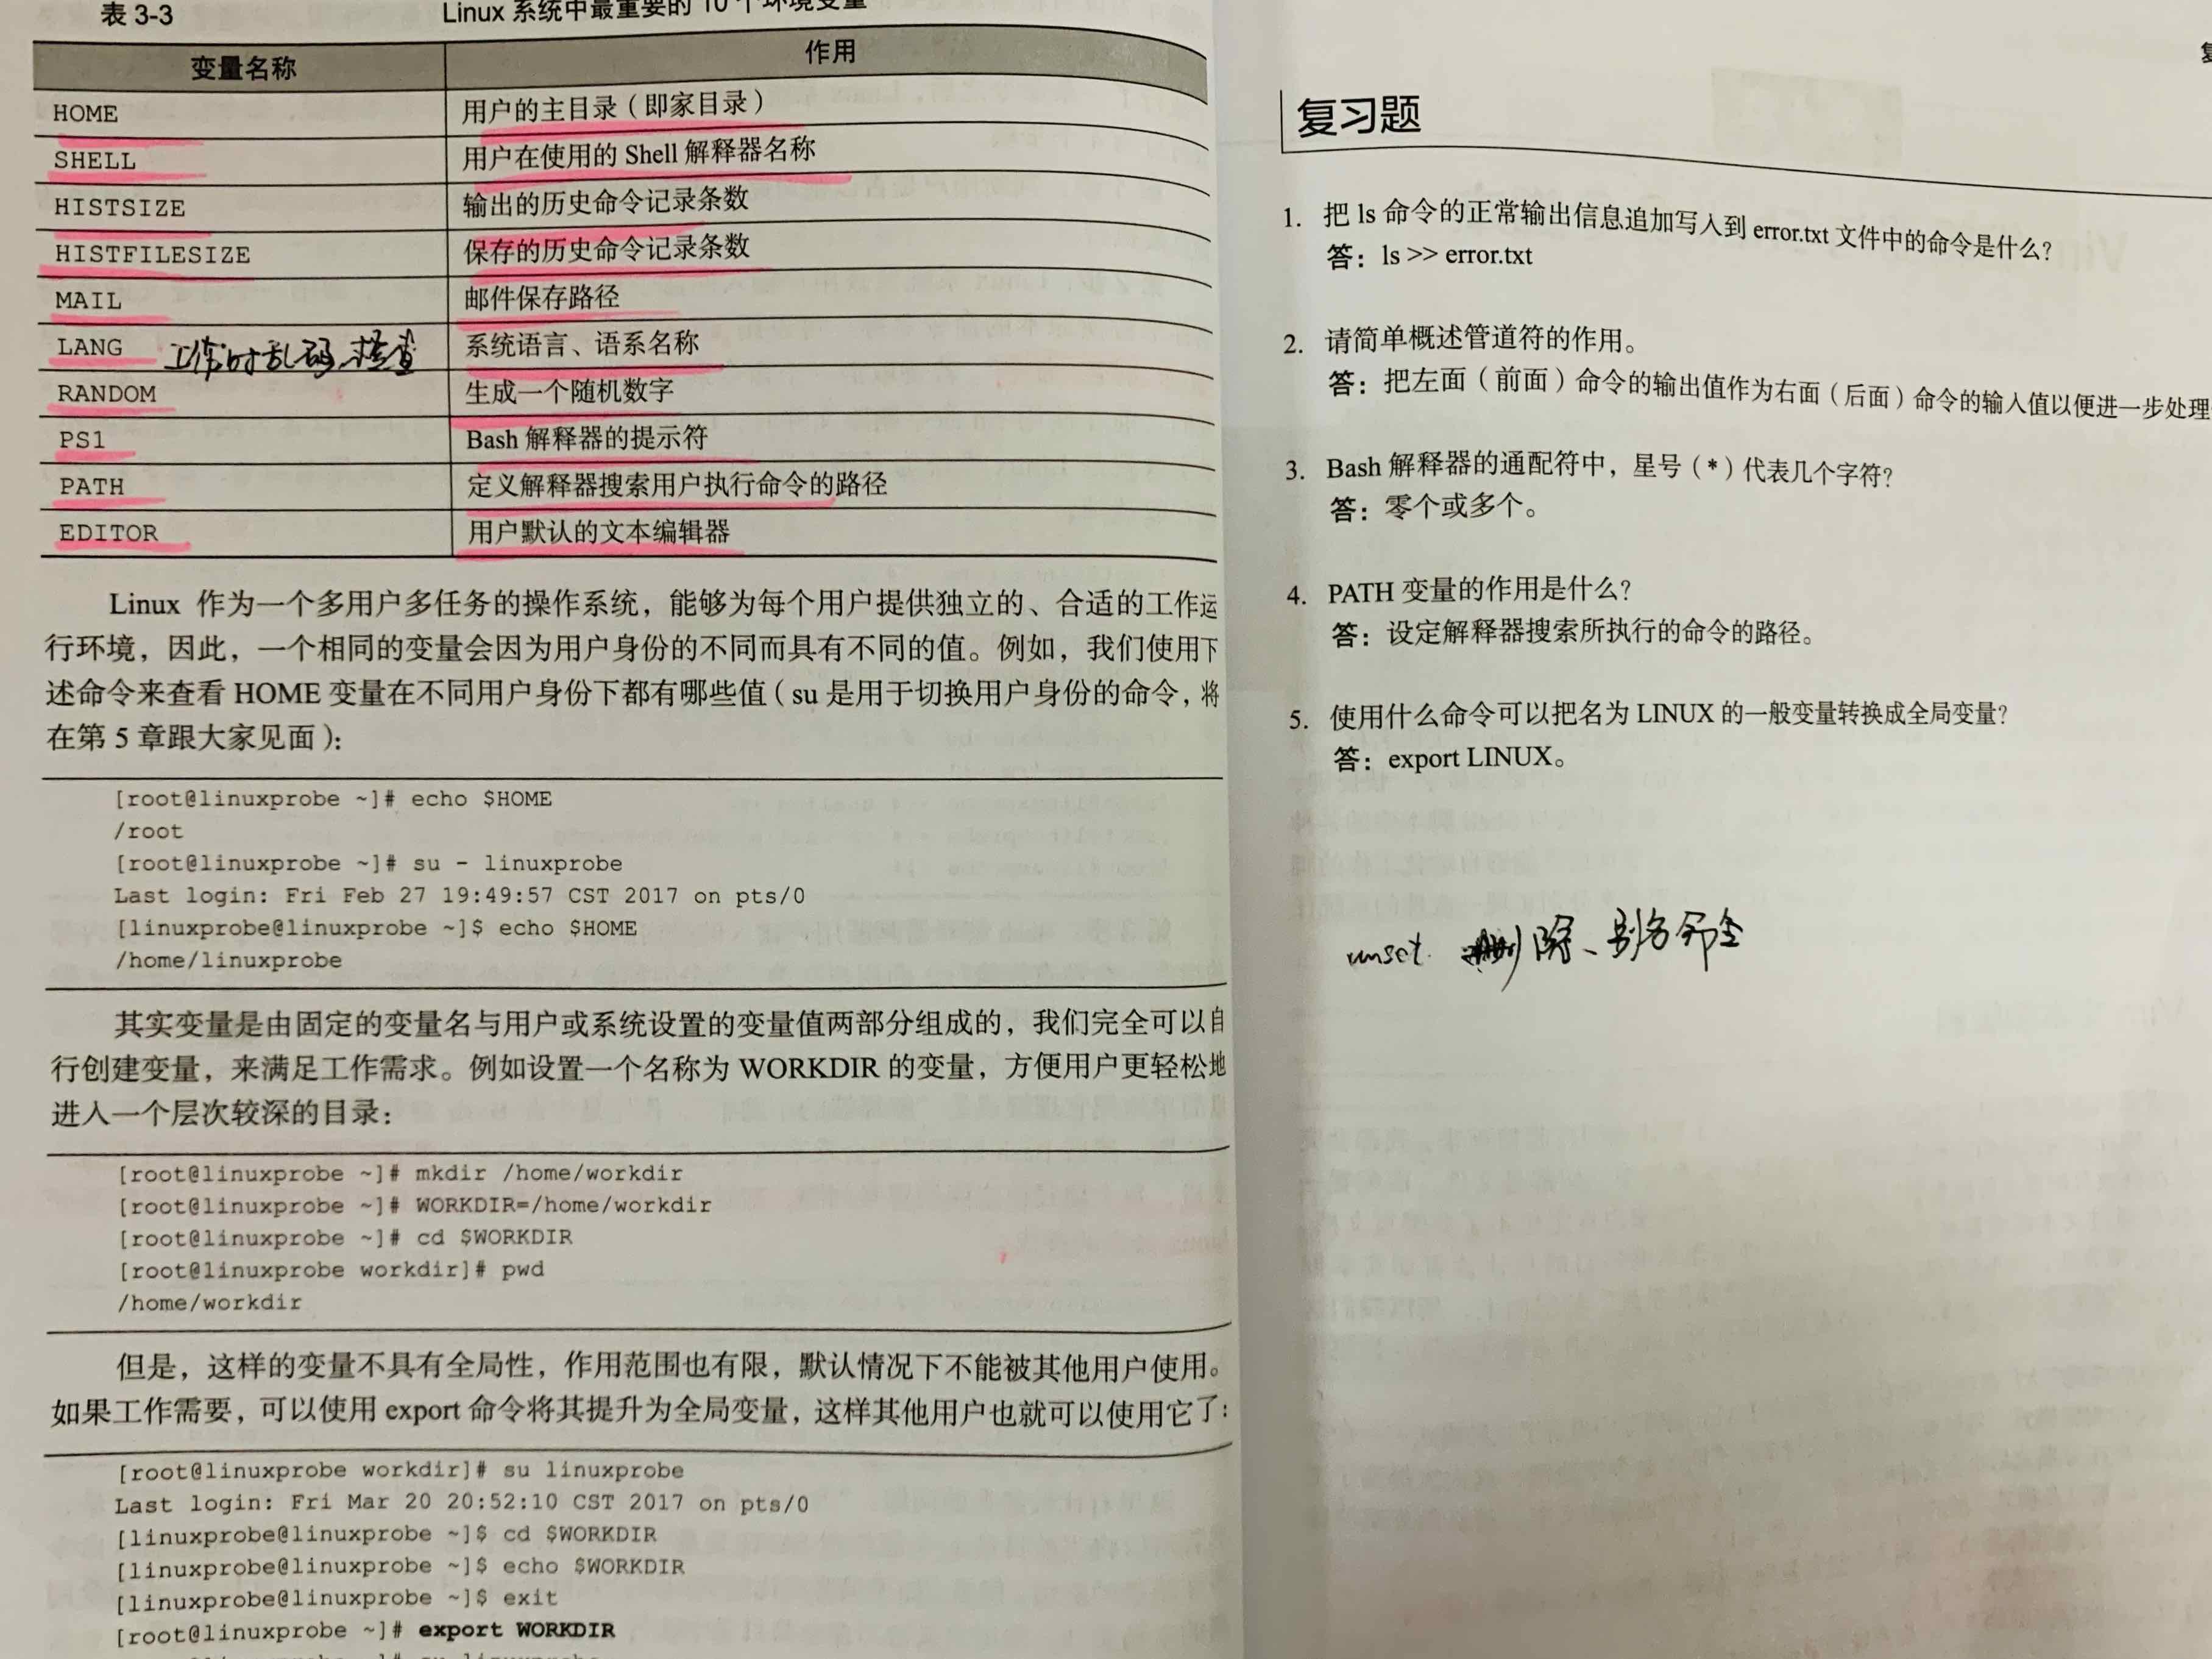 表 3-3 Linux 系统中最重要的 10 个环境变量
变量名称 作用
HOME 用户的主目录（即家目录）
SHELL 用户在使用的 Shell 解释器名称
HISTSIZE 输出的历史命令记录条数
HISTFILESIZE 保存的历史命令记录条数
MAIL 邮件保存路径
LANG 工作时乱码检查 系统语言、语系名称
RANDOM 生成一个随机数字
PS1 Bash 解释器的提示符
PATH 定义解释器搜索用户执行命令的路径
EDITOR 用户默认的文本编辑器
Linux 作为一个多用户多任务的操作系统，能够为每个用户提供独立的、合适的工作运
行环境，因此，一个相同的变量会因为用户身份的不同而具有不同的值。例如，我们使用下
述命令来查看 HOME 变量在不同用户身份下都有哪些值（su 是用于切换用户身份的命令，将
在第 5 章跟大家见面）：
[root@linuxprobe ~]# echo $HOME
/root
[root@linuxprobe ~]# su - linuxprobe
Last login: Fri Feb 27 19:49:57 CST 2017 on pts/0
[linuxprobe@linuxprobe ~]$ echo $HOME
/home/linuxprobe
其实变量是由固定的变量名与用户或系统设置的变量值两部分组成的，我们完全可以自
行创建变量，来满足工作需求。例如设置一个名称为 WORKDIR 的变量，方便用户更轻松地
进入一个层次较深的目录：
[root@linuxprobe ~]# mkdir /home/workdir
[root@linuxprobe ~]# WORKDIR=/home/workdir
[root@linuxprobe ~]# cd $WORKDIR
[root@linuxprobe workdir]# pwd
/home/workdir
但是，这样的变量不具有全局性，作用范围也有限，默认情况下不能被其他用户使用。
如果工作需要，可以使用 export 命令将其提升为全局变量，这样其他用户也就可以使用它了：
[root@linuxprobe workdir]# su linuxprobe
Last login: Fri Mar 20 20:52:10 CST 2017 on pts/0
[linuxprobe@linuxprobe ~]$ cd $WORKDIR
[linuxprobe@linuxprobe ~]$ echo $WORKDIR
[linuxprobe@linuxprobe ~]$ exit
[root@linuxprobe ~]# export WORKDIR
复习题
1. 把 ls 命令的正常输出信息追加写入到 error.txt 文件中的命令是什么？
答：ls >> error.txt
2. 请简单概述管道符的作用。
答：把左面（前面）命令的输出值作为右面（后面）命令的输入值以便进一步处理
3. Bash 解释器的通配符中，星号（*）代表几个字符？
答：零个或多个。
4. PATH 变量的作用是什么？
答：设定解释器搜索所执行的命令的路径。
5. 使用什么命令可以把名为 LINUX 的一般变量转换成全局变量？
答：export LINUX。
unset. 删除、别名命令